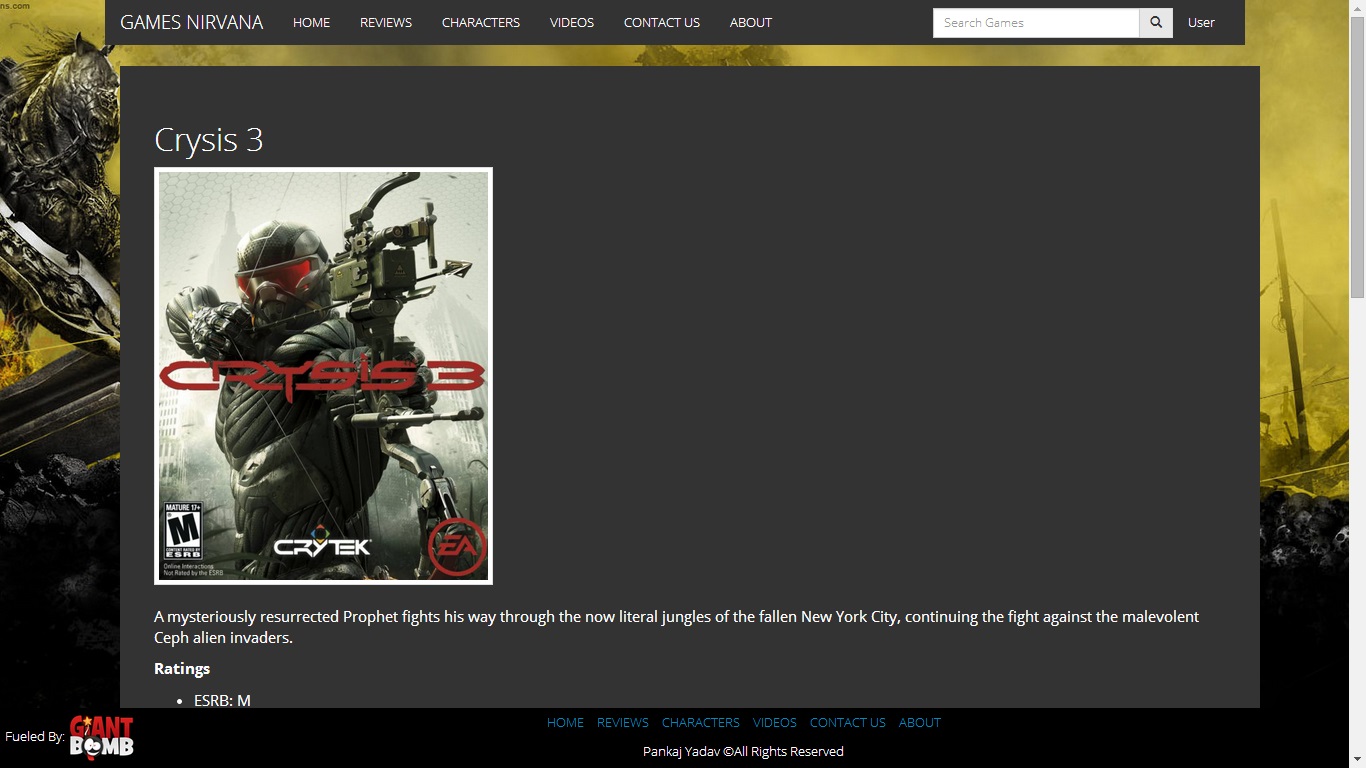 ns.com
GAMES NIRVANA HOME REVIEWS CHARACTERS VIDEOS CONTACT US ABOUT Search Games User
Crysis 3
CRYSIS 3
MATURE 17+
M
CONTENT RATED BY
ESRB
Online Interactions
Not Rated by the ESRB
CRYTEK
EA
A mysteriously resurrected Prophet fights his way through the now literal jungles of the fallen New York City, continuing the fight against the malevolent
Ceph alien invaders.
Ratings
• ESRB: M
Fueled By: GIANT BOMB
HOME REVIEWS CHARACTERS VIDEOS CONTACT US ABOUT
Pankaj Yadav ©All Rights Reserved